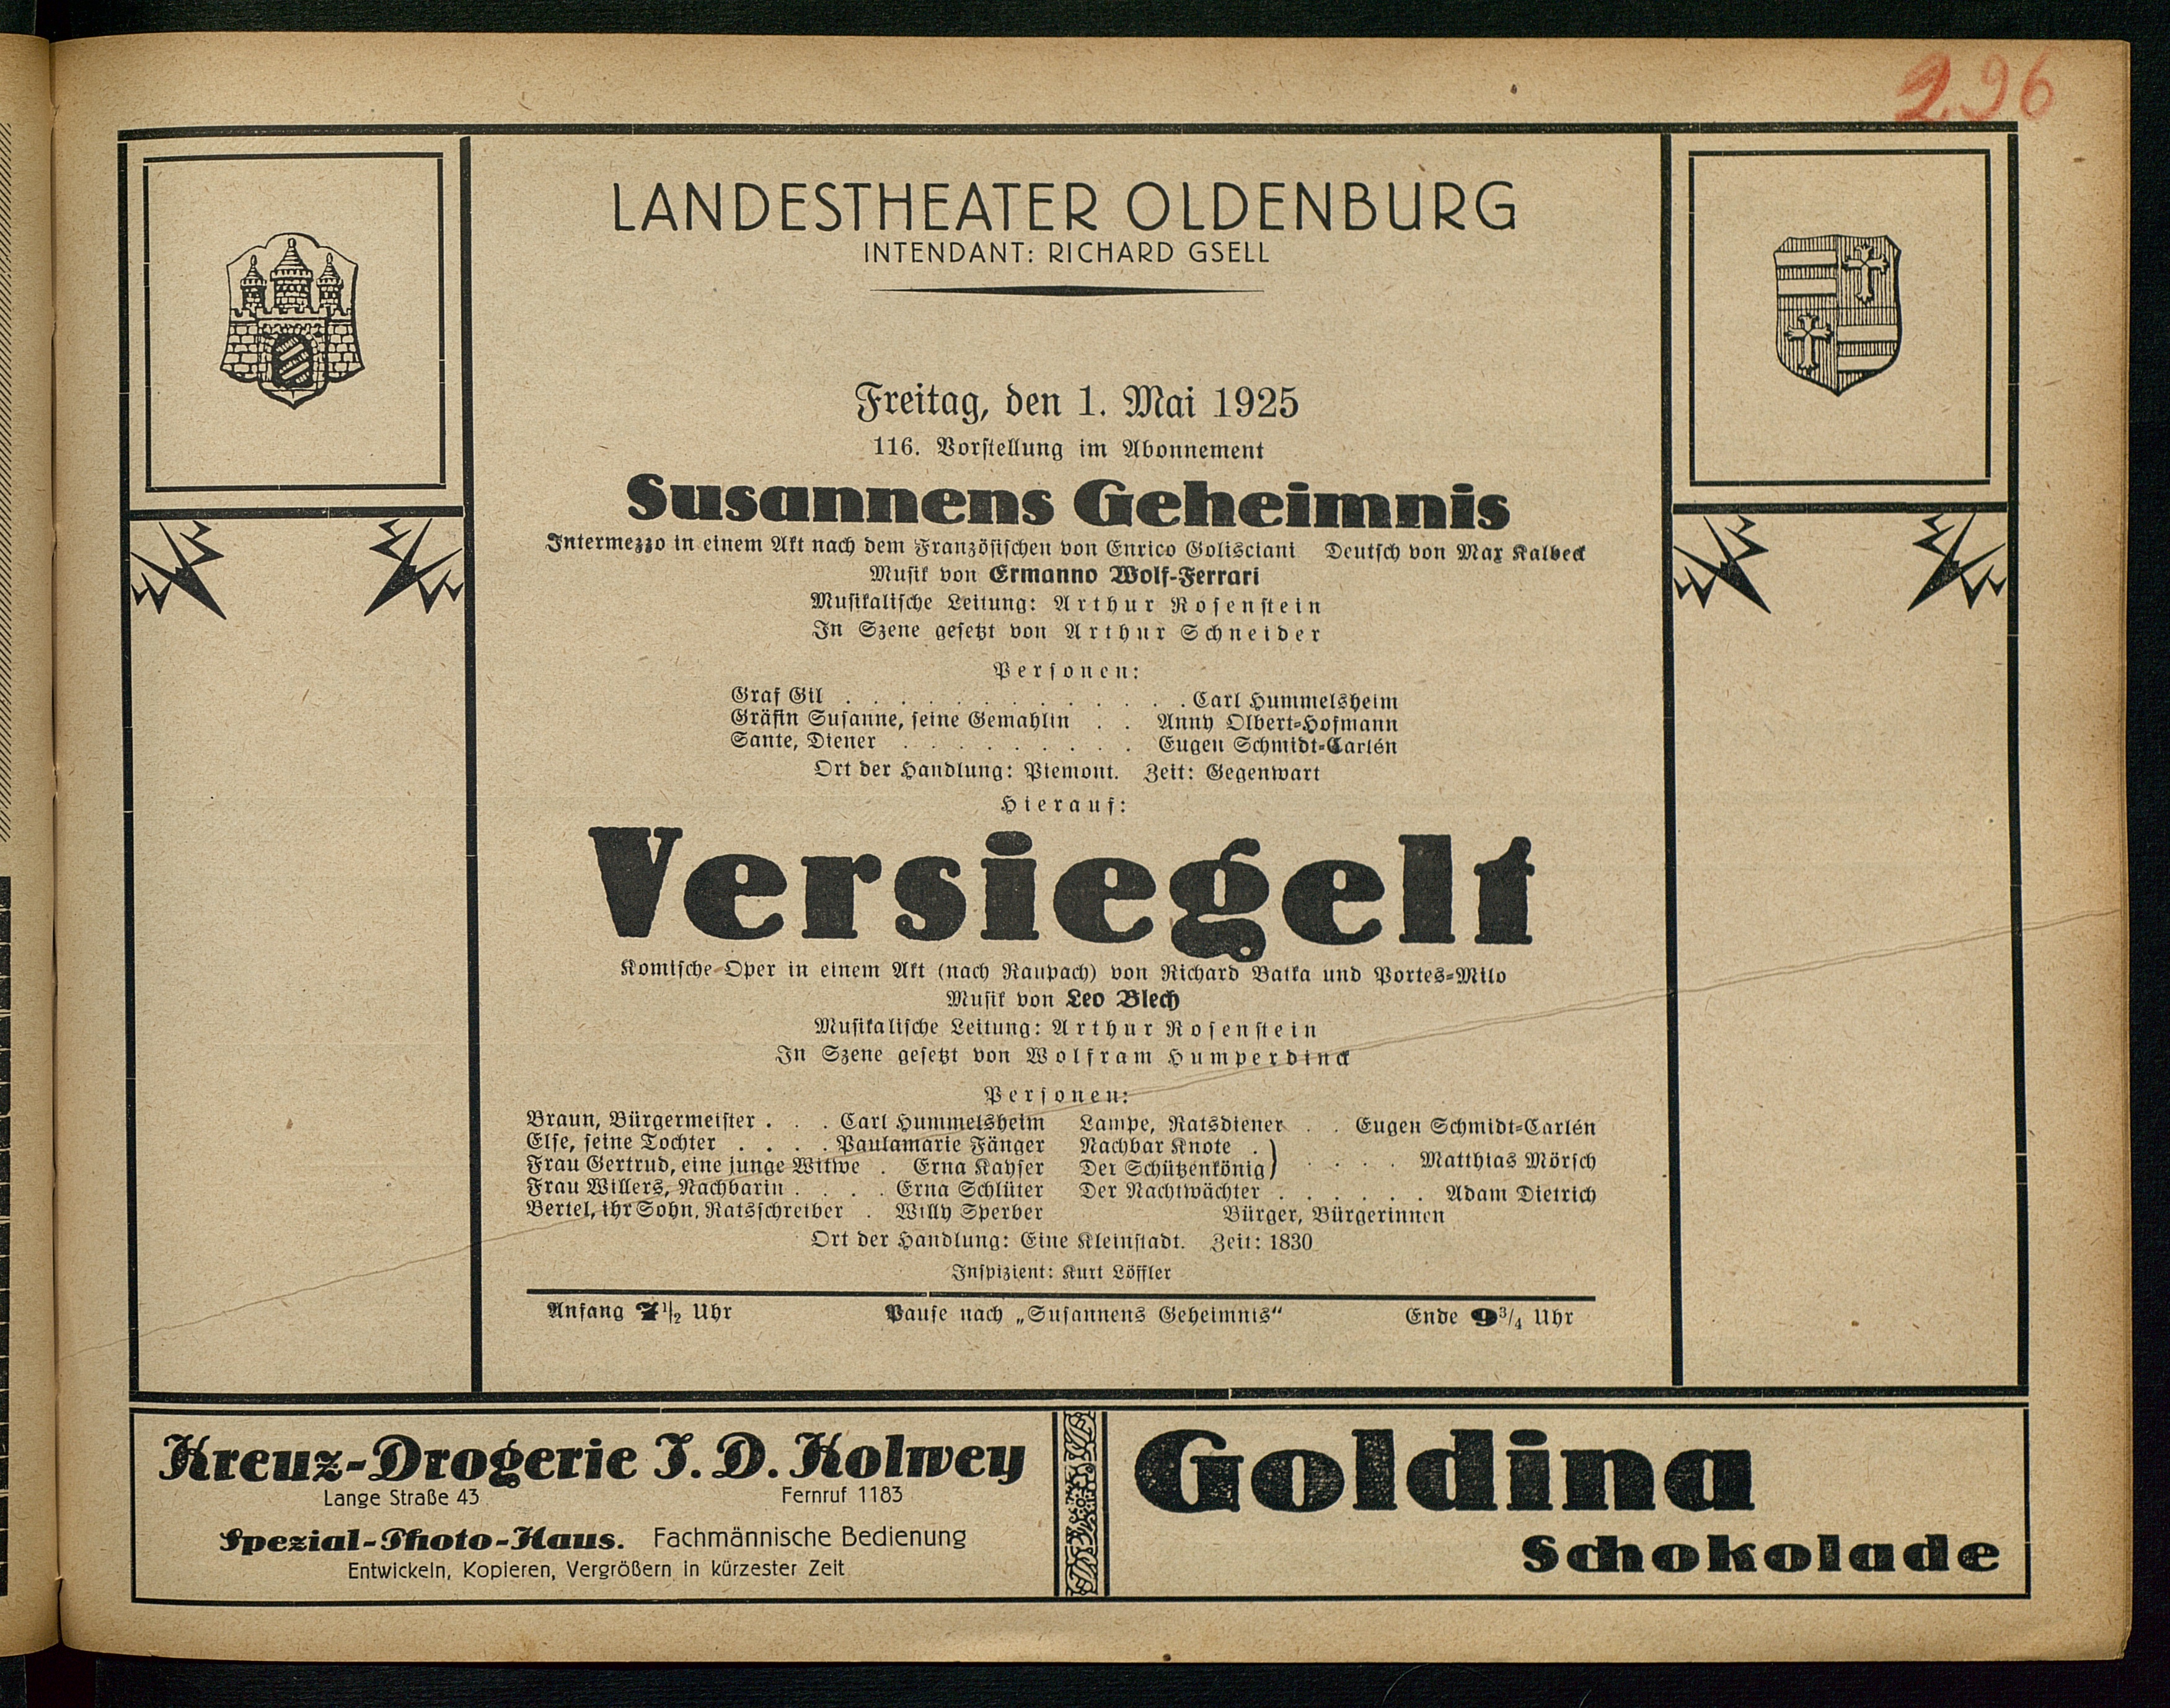 296
LANDESTHEATER OLDENBURG
INTENDANT: RICHARD GSELL
Freitag, den 1. Mai 1925
116. Vorstellung im Abonnement
Susannens Geheimnis
Intermezzo in einem Akt nach dem Französischen von Enrico Golisciani Deutsch von Max Kalbeck
Musik von Ermanno Wolf-Ferrari
Musikalische Leitung: Arthur Rosenstein
In Szene gesetzt von Arthur Schneider
Personen:
Graf Gil . . . . . . . . . . . . . Carl Hummelsheim
Gräfin Susanne, seine Gemahlin . . Anny Olbert-Hofmann
Sante, Diener . . . . . . . . . Eugen Schmidt-Carlén
Ort der Handlung: Piemont. Zeit: Gegenwart
Hierauf:
Versiegelt
Komische Oper in einem Akt (nach Raupach) von Richard Batka und Portes-Milo
Musik von Leo Blech
Musikalische Leitung: Arthur Rosenstein
In Szene gesetzt von Wolfram Humperdinck
Personen:
Braun, Bürgermeister . . . Carl Hummelsheim
Else, seine Tochter . . . . Paulamarie Fänger
Frau Gertrud, eine junge Witwe . Erna Kayser
Frau Willers, Nachbarin . . . . Erna Schlüter
Bertel, ihr Sohn, Ratsschreiber . Willy Sperber
Lampe, Ratsdiener . . Eugen Schmidt-Carlén
Nachbar Knote . )
Der Schützenkönig ) . . . . Matthias Mörsch
Der Nachtwächter . . . . . . Adam Dietrich
Bürger, Bürgerinnen
Ort der Handlung: Eine Kleinstadt. Zeit: 1830
Inspizient: Kurt Löffler
Anfang 7 1/2 Uhr Pause nach „Susannens Geheimnis“ Ende 9 3/4 Uhr
Kreuz-Drogerie J. D. Kolwey
Lange Straße 43 Fernruf 1183
Spezial-Photo-Haus. Fachmännische Bedienung
Entwickeln, Kopieren, Vergrößern in kürzester Zeit
Goldina
Schokolade